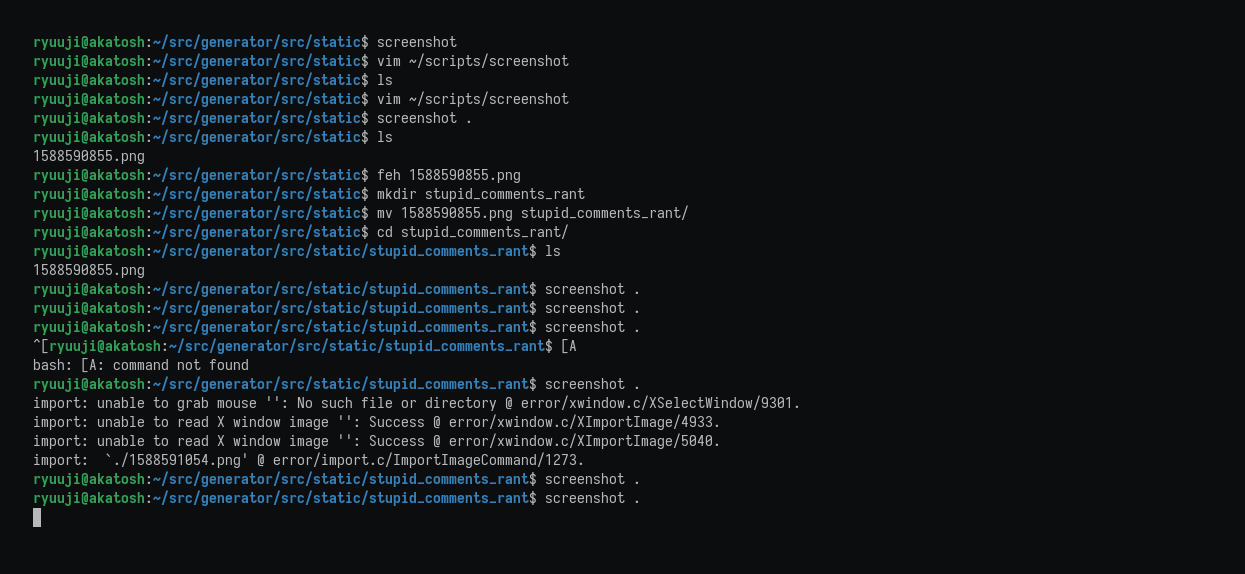 ryuuji@akatosh:~/src/generator/src/static$ screenshot
ryuuji@akatosh:~/src/generator/src/static$ vim ~/scripts/screenshot
ryuuji@akatosh:~/src/generator/src/static$ ls
ryuuji@akatosh:~/src/generator/src/static$ vim ~/scripts/screenshot
ryuuji@akatosh:~/src/generator/src/static$ screenshot .
ryuuji@akatosh:~/src/generator/src/static$ ls
1588590855.png
ryuuji@akatosh:~/src/generator/src/static$ feh 1588590855.png
ryuuji@akatosh:~/src/generator/src/static$ mkdir stupid_comments_rant
ryuuji@akatosh:~/src/generator/src/static$ mv 1588590855.png stupid_comments_rant/
ryuuji@akatosh:~/src/generator/src/static$ cd stupid_comments_rant/
ryuuji@akatosh:~/src/generator/src/static/stupid_comments_rant$ ls
1588590855.png
ryuuji@akatosh:~/src/generator/src/static/stupid_comments_rant$ screenshot .
ryuuji@akatosh:~/src/generator/src/static/stupid_comments_rant$ screenshot .
ryuuji@akatosh:~/src/generator/src/static/stupid_comments_rant$ screenshot .
^[ryuuji@akatosh:~/src/generator/src/static/stupid_comments_rant$ [A
bash: [A: command not found
ryuuji@akatosh:~/src/generator/src/static/stupid_comments_rant$ screenshot .
import: unable to grab mouse '': No such file or directory @ error/xwindow.c/XSelectWindow/9301.
import: unable to read X window image '': Success @ error/xwindow.c/XImportImage/4933.
import: unable to read X window image '': Success @ error/xwindow.c/XImportImage/5040.
import:  `./1588591054.png' @ error/import.c/ImportImageCommand/1273.
ryuuji@akatosh:~/src/generator/src/static/stupid_comments_rant$ screenshot .
ryuuji@akatosh:~/src/generator/src/static/stupid_comments_rant$ screenshot .